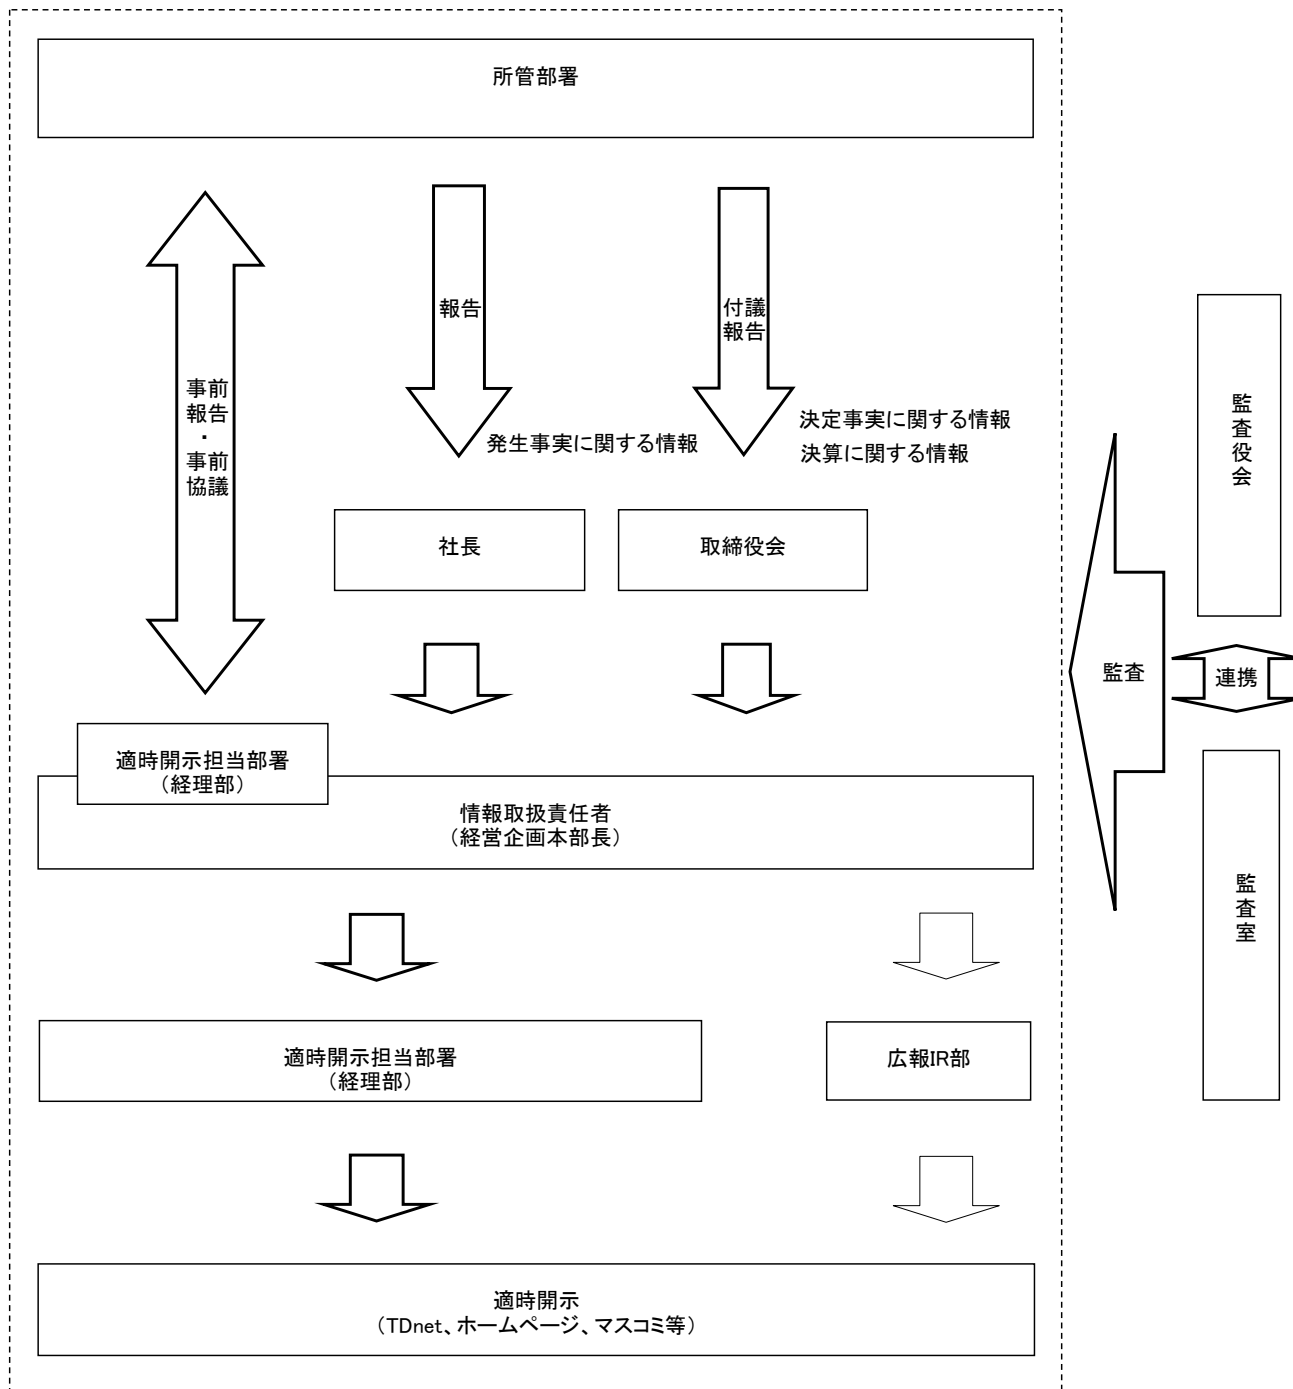 所管部署
報告
付議
報告
事前
報告
・
事前
協議
発生事実に関する情報
決定事実に関する情報
決算に関する情報
社長
取締役会
適時開示担当部署
（経理部）
情報取扱責任者
（経営企画本部長）
適時開示担当部署
（経理部）
広報IR部
適時開示
（TDnet、ホームページ、マスコミ等）
監査
監査役会
連携
監査室